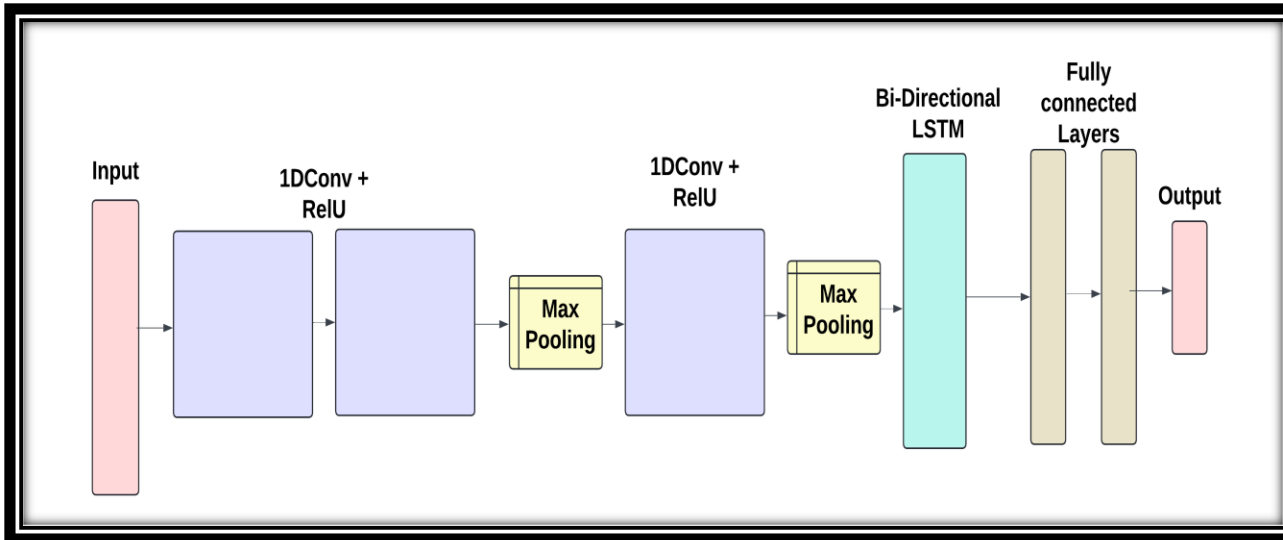 Input
1DConv +
RelU
Max
Pooling
1DConv +
RelU
Max
Pooling
Bi-Directional
LSTM
Fully
connected
Layers
Output